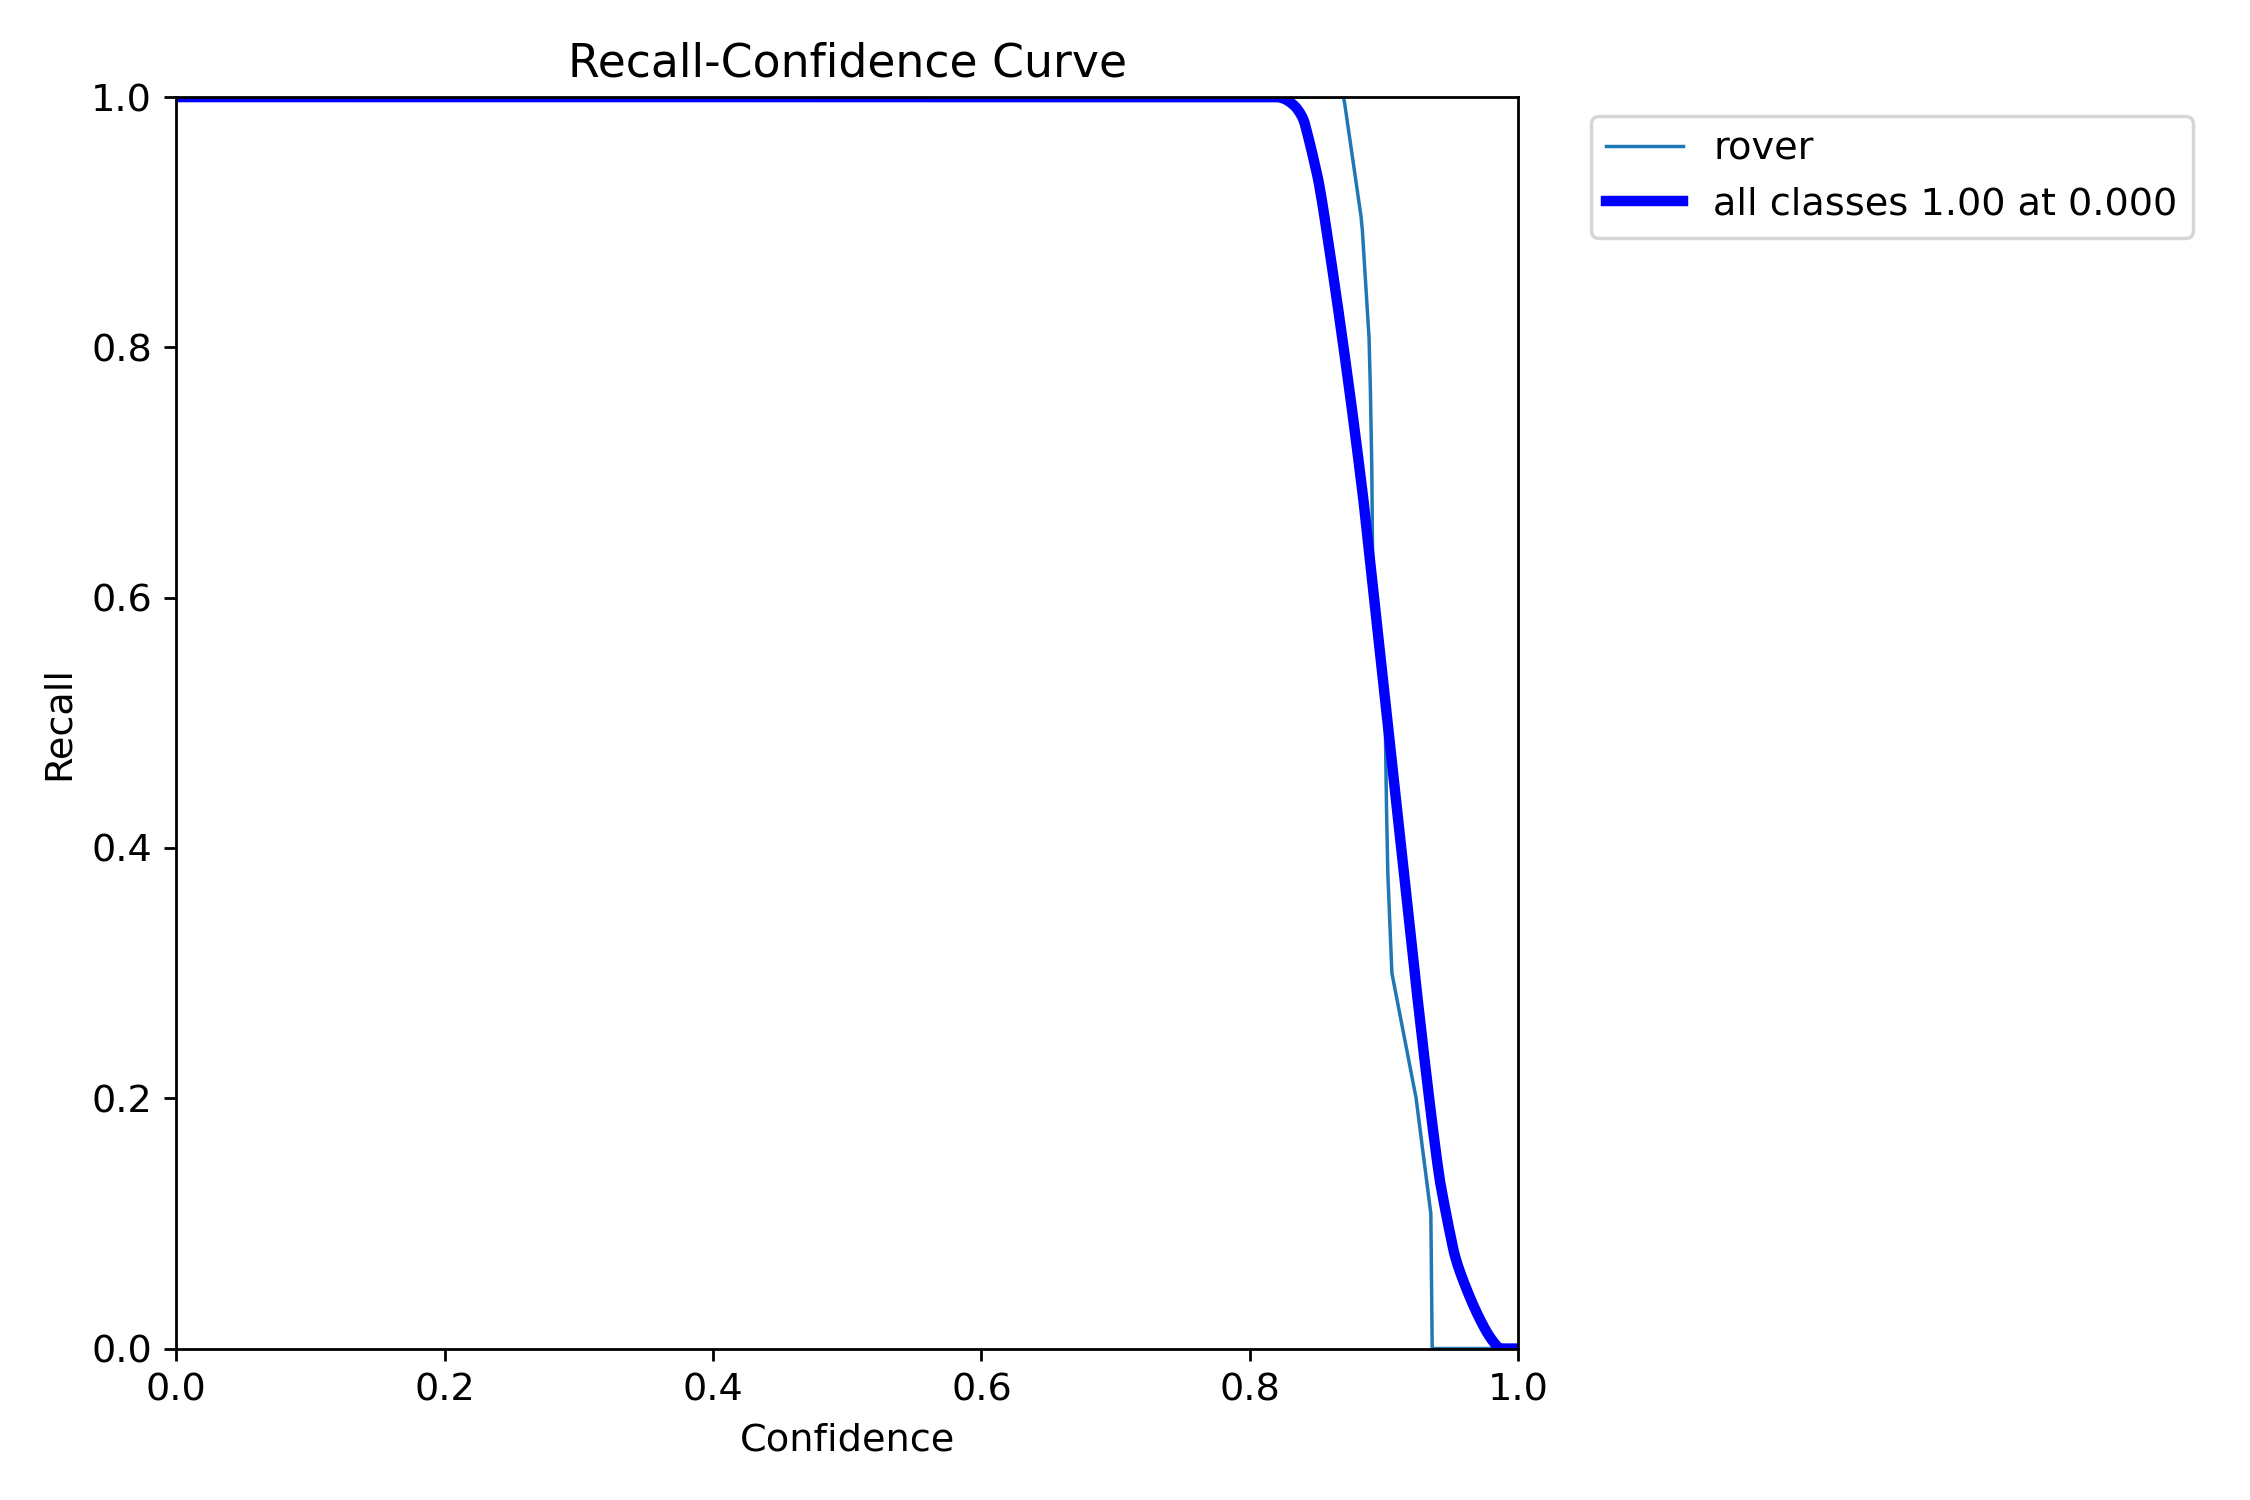 Recall-Confidence Curve
rover
all classes 1.00 at 0.000
Recall
1.0
0.8
0.6
0.4
0.2
0.0
0.0 0.2 0.4 0.6 0.8 1.0
Confidence